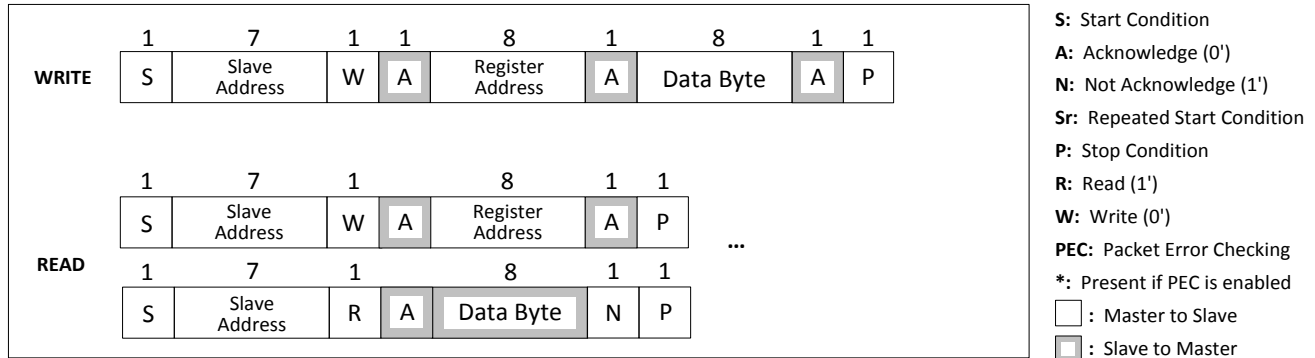 1 7 1 1 8 1 8 1 1
WRITE S Slave Address W A Register Address A Data Byte A P
1 7 1 8 1 1
S Slave Address W A Register Address A P ...
READ
1 7 1 8 1 1
S Slave Address R A Data Byte N P
S: Start Condition
A: Acknowledge (0')
N: Not Acknowledge (1')
Sr: Repeated Start Condition
P: Stop Condition
R: Read (1')
W: Write (0')
PEC: Packet Error Checking
*: Present if PEC is enabled
: Master to Slave
: Slave to Master